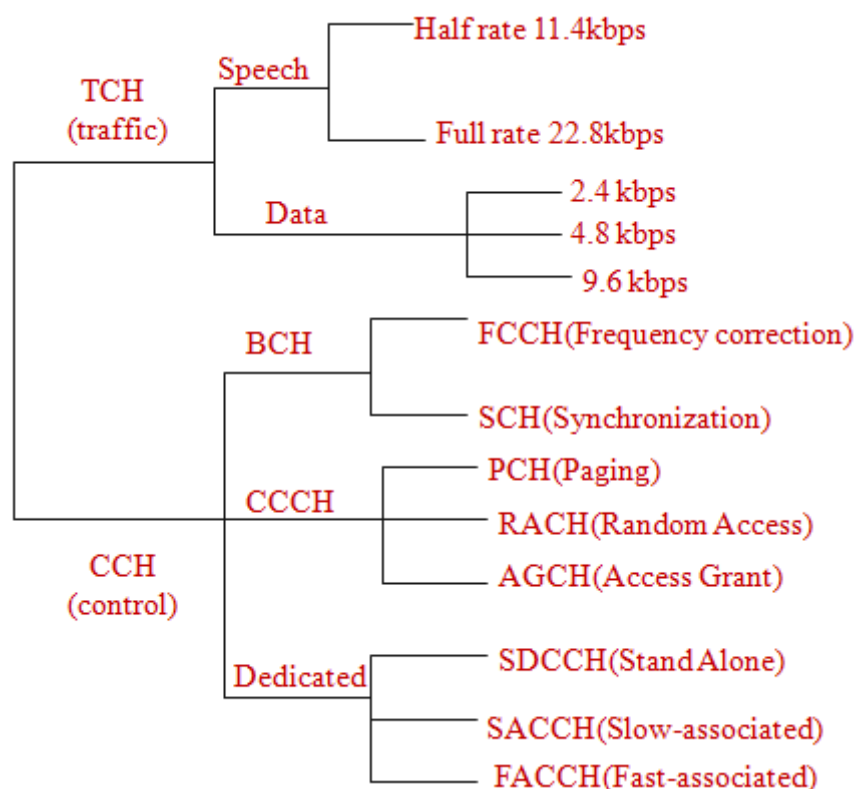 Half rate 11.4kbps
Speech
TCH
(traffic)
Full rate 22.8kbps
2.4 kbps
Data
4.8 kbps
9.6 kbps
FCCH(Frequency correction)
BCH
SCH(Synchronization)
PCH(Paging)
CCCH
RACH(Random Access)
CCH
(control)
AGCH(Access Grant)
SDCCH(Stand Alone)
Dedicated
SACCH(Slow-associated)
FACCH(Fast-associated)